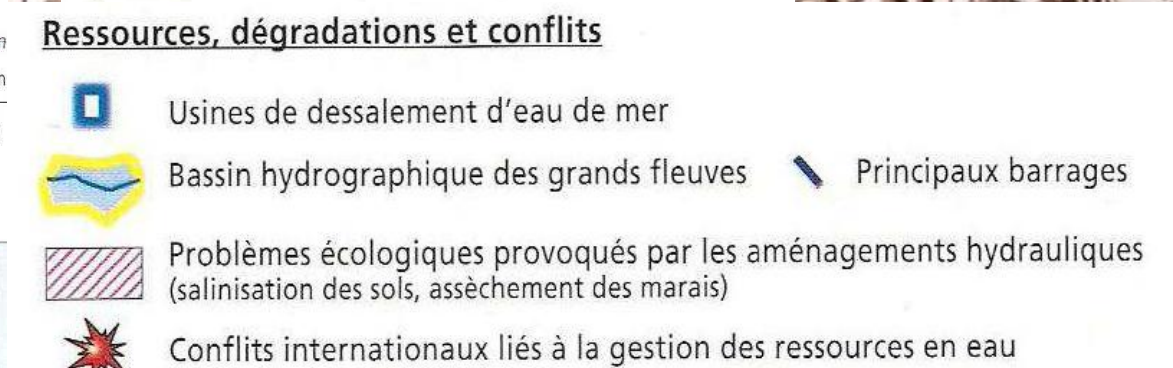 Ressources, dégradations et conflits
Usines de dessalement d'eau de mer
Bassin hydrographique des grands fleuves
Principaux barrages
Problèmes écologiques provoqués par les aménagements hydrauliques
(salinisation des sols, assèchement des marais)
Conflits internationaux liés à la gestion des ressources en eau